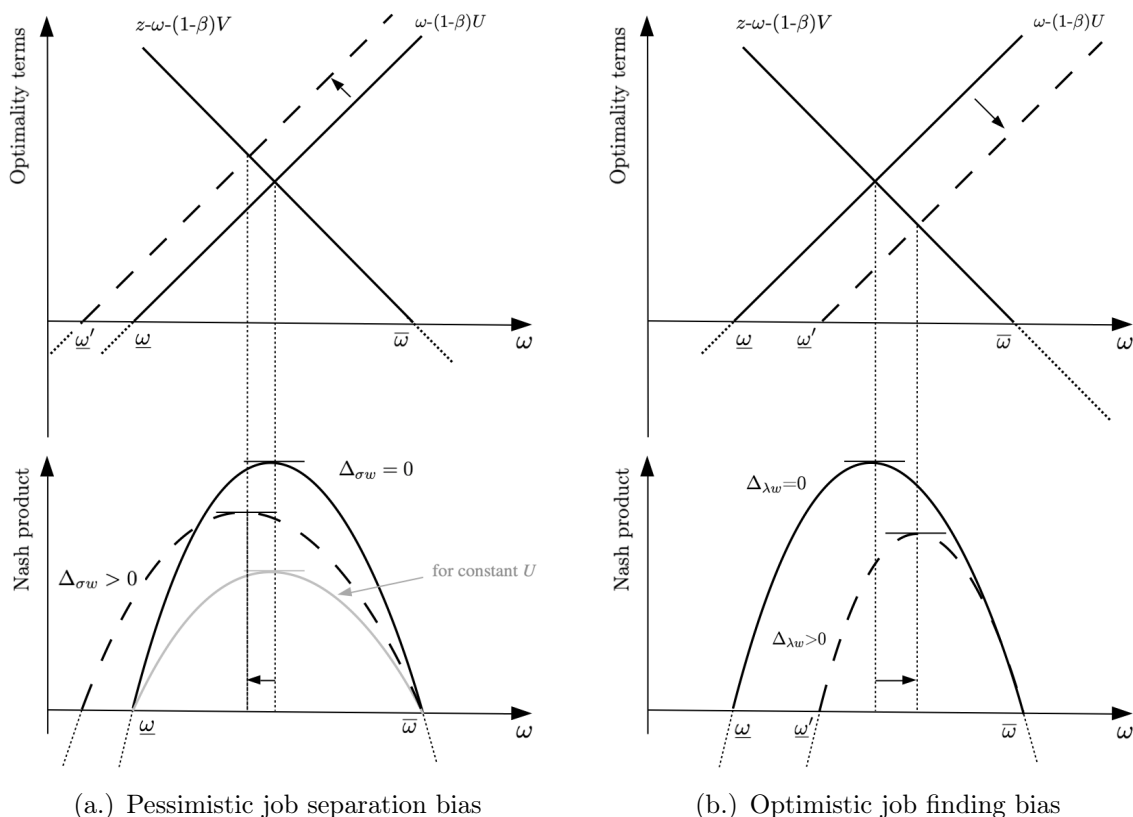 z-ω-(1-β)V
ω-(1-β)U
Optimality terms
ω̲'
ω̲
ω̅
ω
Nash product
Δσw = 0
Δσw > 0
for constant U
ω̲
ω̅
ω
(a.) Pessimistic job separation bias
z-ω-(1-β)V
ω-(1-β)U
Optimality terms
ω̲
ω̲'
ω̅
ω
Nash product
Δλw=0
Δλw>0
ω̲
ω̲'
ω̅
ω
(b.) Optimistic job finding bias